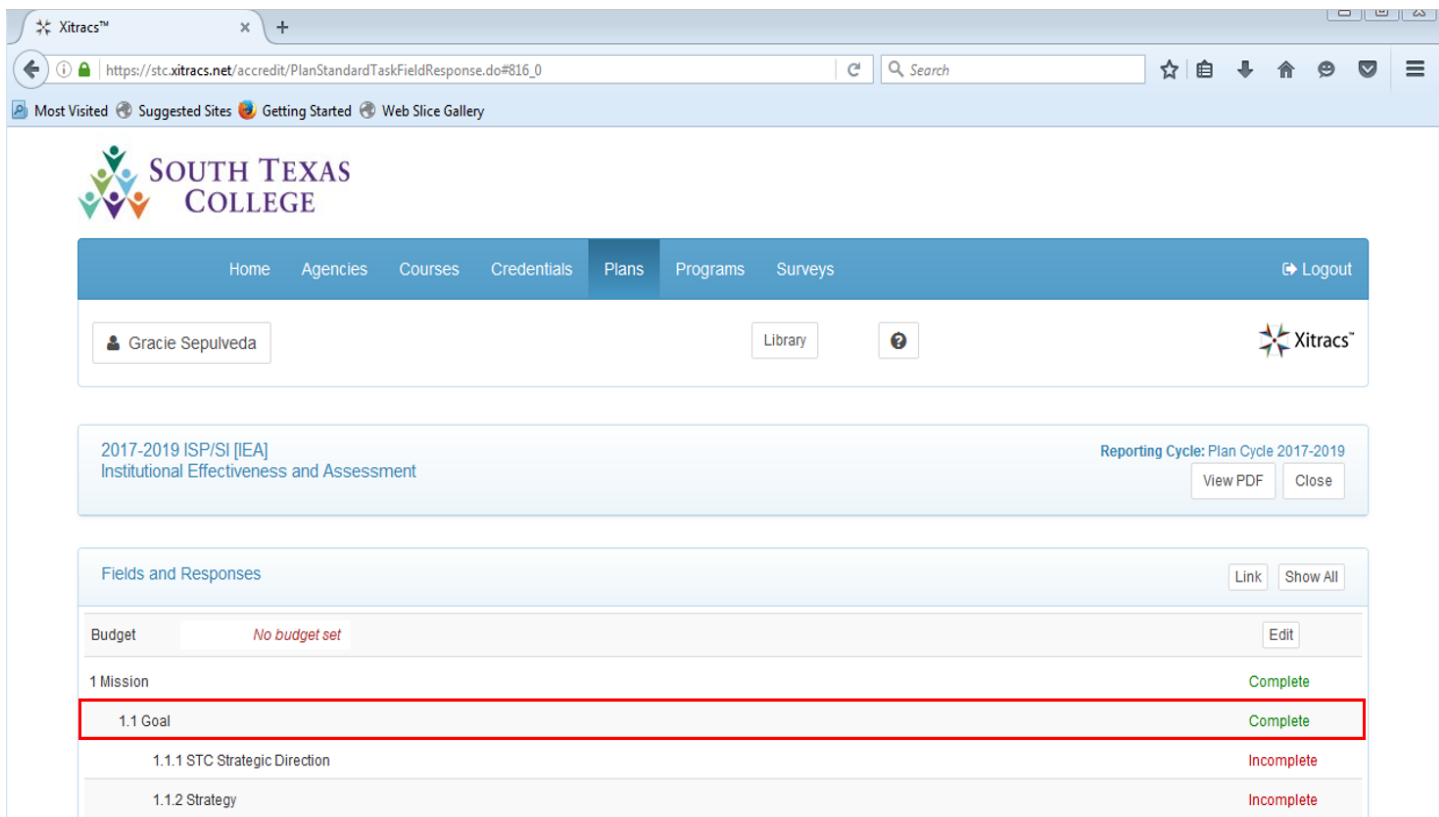 Xitracs™ × +
https://stc.xitracs.net/accredit/PlanStandardTaskFieldResponse.do#816_0 Search
Most Visited Suggested Sites Getting Started Web Slice Gallery
SOUTH TEXAS
COLLEGE
Home Agencies Courses Credentials Plans Programs Surveys Logout
Gracie Sepulveda Library ? Xitracs™
2017-2019 ISP/SI [IEA] Reporting Cycle: Plan Cycle 2017-2019
Institutional Effectiveness and Assessment View PDF Close
Fields and Responses Link Show All
Budget No budget set Edit
1 Mission Complete
1.1 Goal Complete
1.1.1 STC Strategic Direction Incomplete
1.1.2 Strategy Incomplete